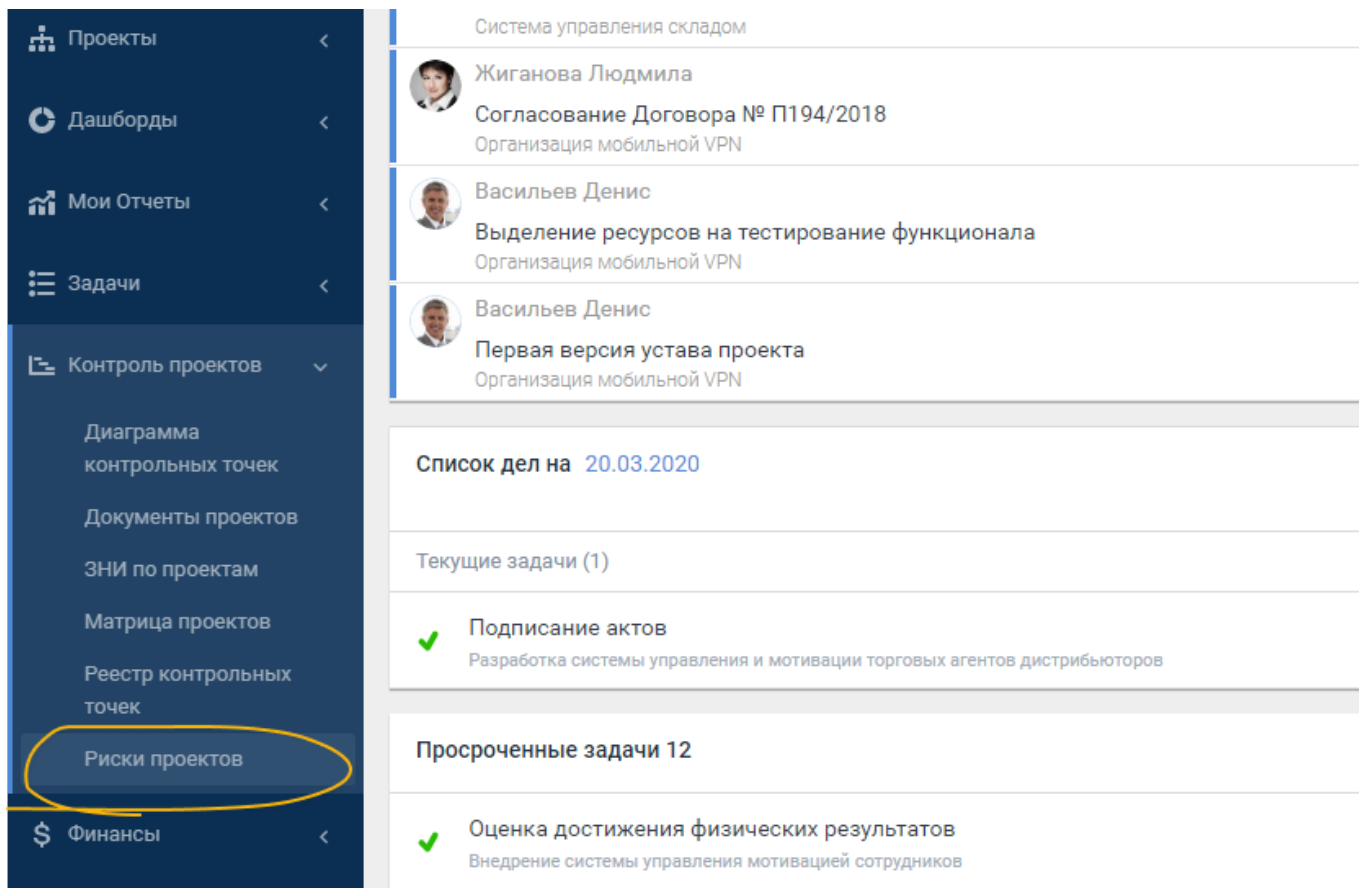 Проекты
Дашборды
Мои Отчеты
Задачи
Контроль проектов
Диаграмма
контрольных точек
Документы проектов
ЗНИ по проектам
Матрица проектов
Реестр контрольных
точек
Риски проектов
Финансы
Система управления складом
Жиганова Людмила
Согласование Договора № П194/2018
Организация мобильной VPN
Васильев Денис
Выделение ресурсов на тестирование функционала
Организация мобильной VPN
Васильев Денис
Первая версия устава проекта
Организация мобильной VPN
Список дел на 20.03.2020
Текущие задачи (1)
Подписание актов
Разработка системы управления и мотивации торговых агентов дистрибьюторов
Просроченные задачи 12
Оценка достижения физических результатов
Внедрение системы управления мотивацией сотрудников